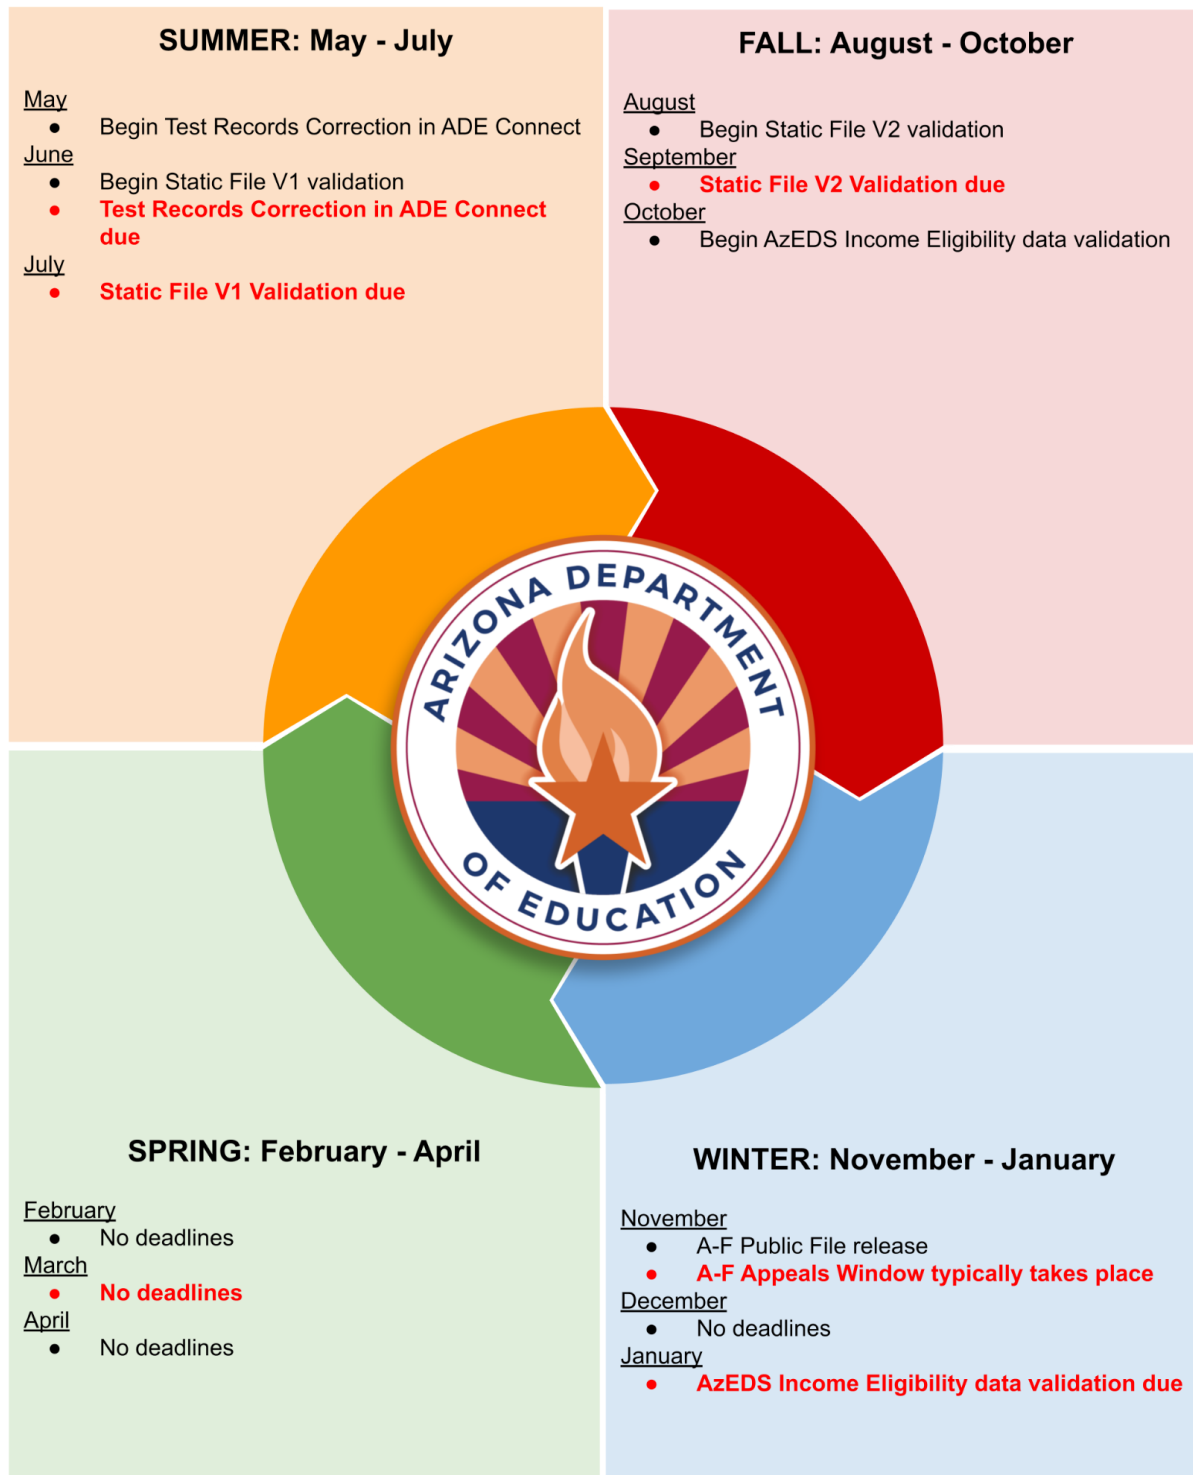 SUMMER: May - July
May
● Begin Test Records Correction in ADE Connect
June
● Begin Static File V1 validation
● Test Records Correction in ADE Connect
due
July
● Static File V1 Validation due
FALL: August - October
August
● Begin Static File V2 validation
September
● Static File V2 Validation due
October
● Begin AzEDS Income Eligibility data validation
ARIZONA DEPARTMENT
OF EDUCATION
SPRING: February - April
February
● No deadlines
March
● No deadlines
April
● No deadlines
WINTER: November - January
November
● A-F Public File release
● A-F Appeals Window typically takes place
December
● No deadlines
January
● AzEDS Income Eligibility data validation due